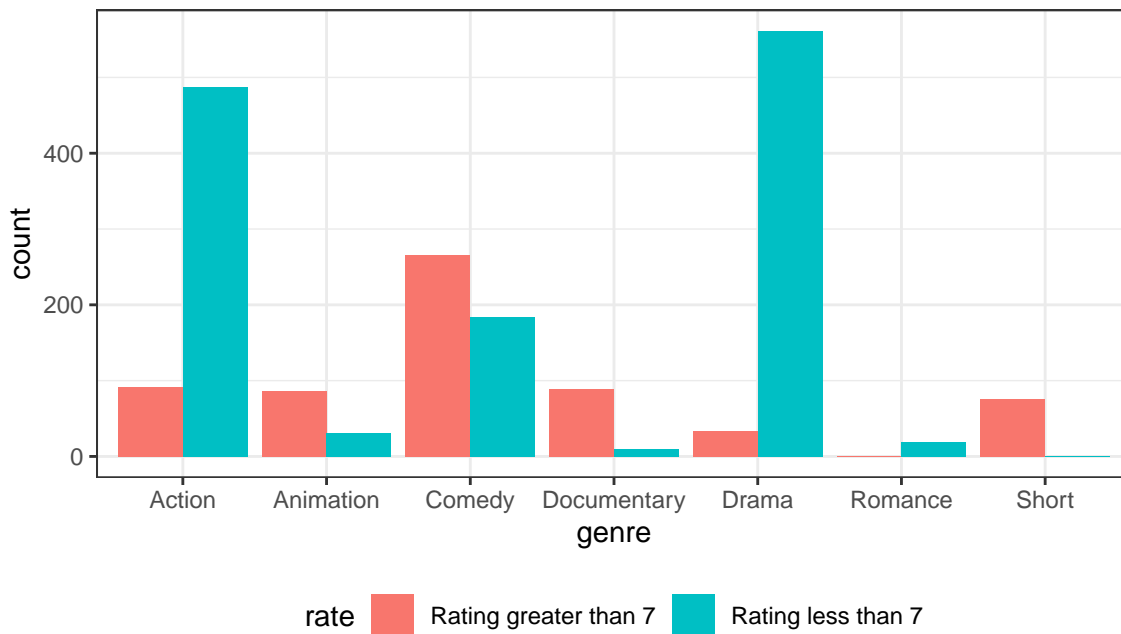 count
400
200
0
Action Animation Comedy Documentary Drama Romance Short
genre
rate Rating greater than 7 Rating less than 7